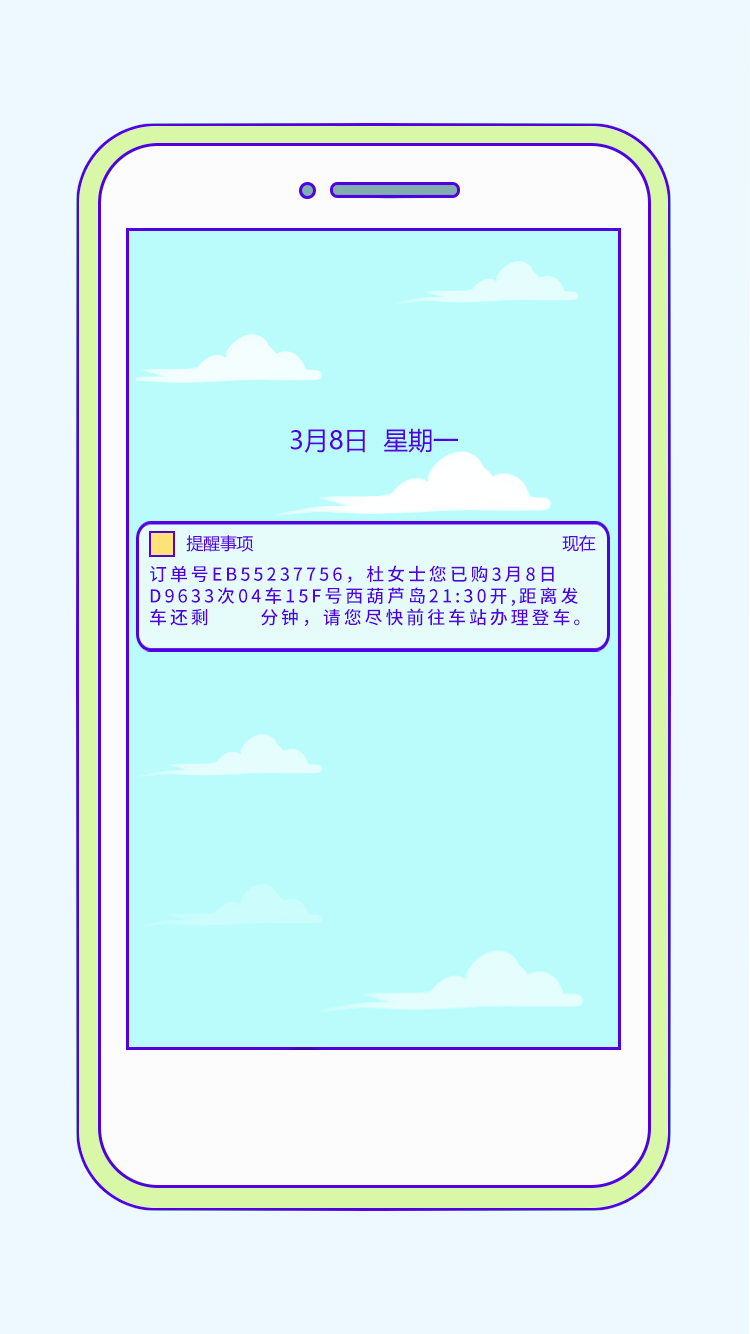 3月8日 星期一
提醒事项 现在
订单号EB55237756，杜女士您已购3月8日
D9633次04车15F号西葫芦岛21:30开,距离发
车还剩 分钟，请您尽快前往车站办理登车。